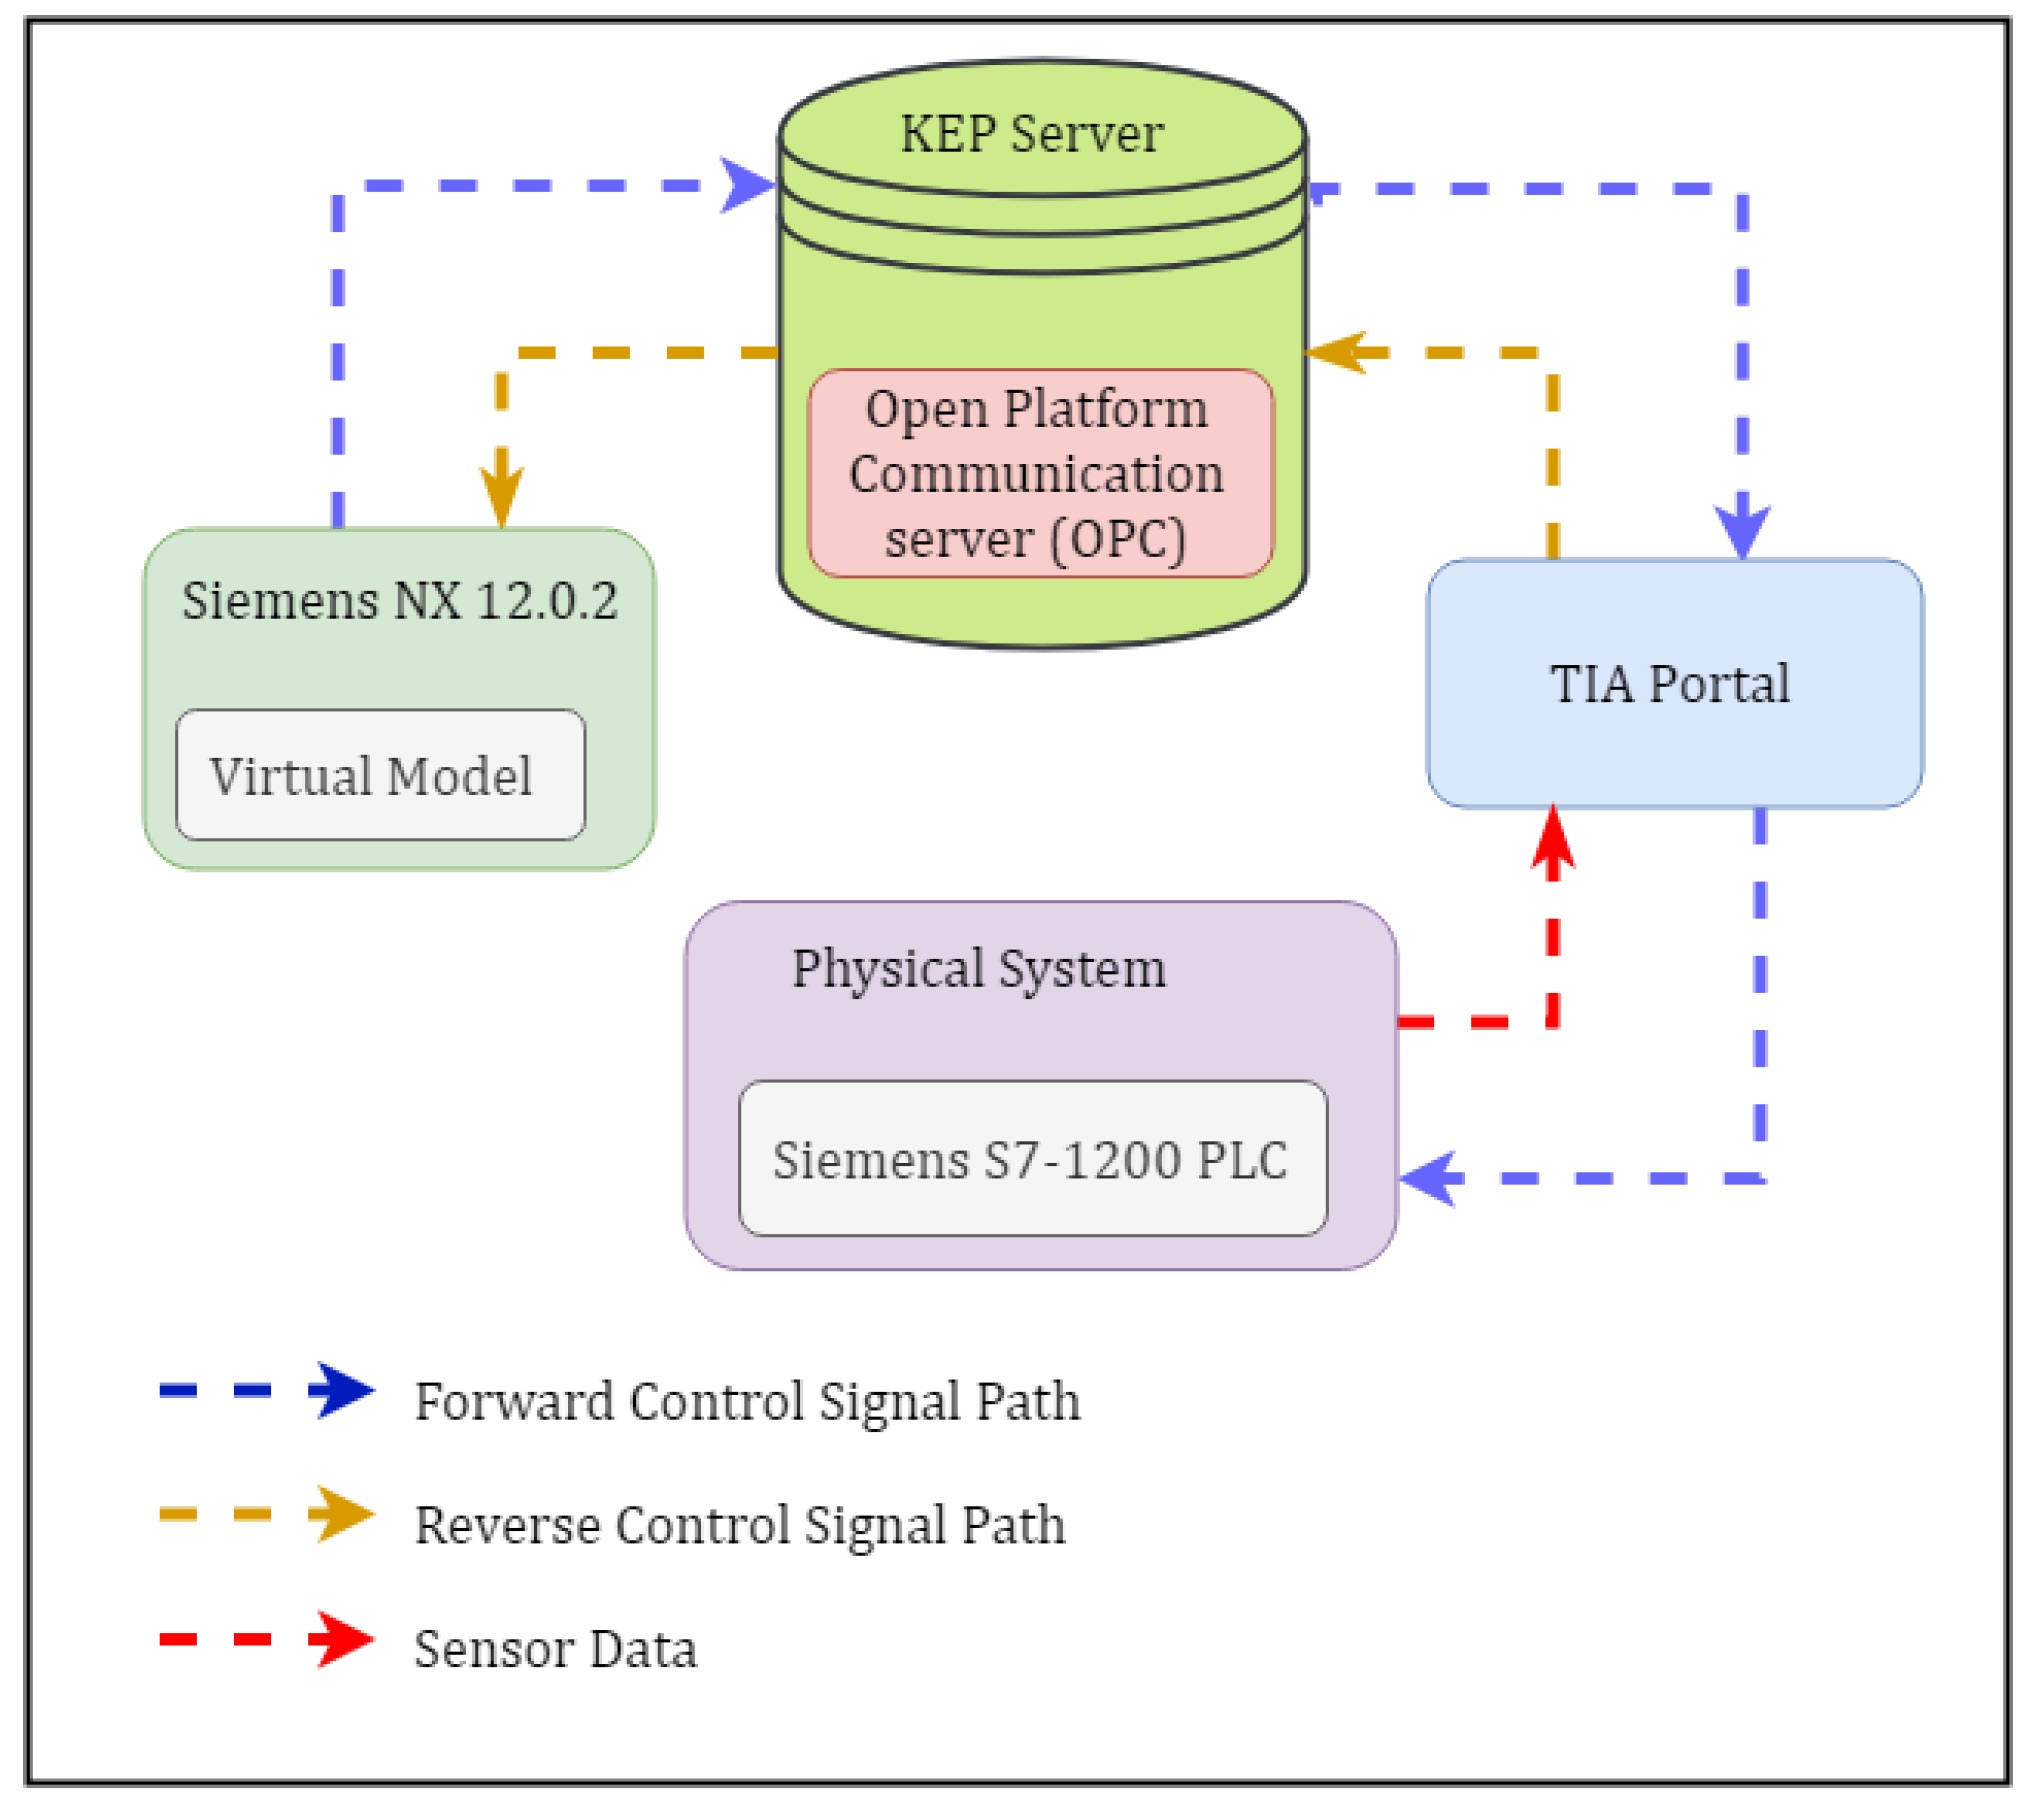 KEP Server
Open Platform
Communication
server (OPC)
Siemens NX 12.0.2
Virtual Model
TIA Portal
Physical System
Siemens S7-1200 PLC
Forward Control Signal Path
Reverse Control Signal Path
Sensor Data